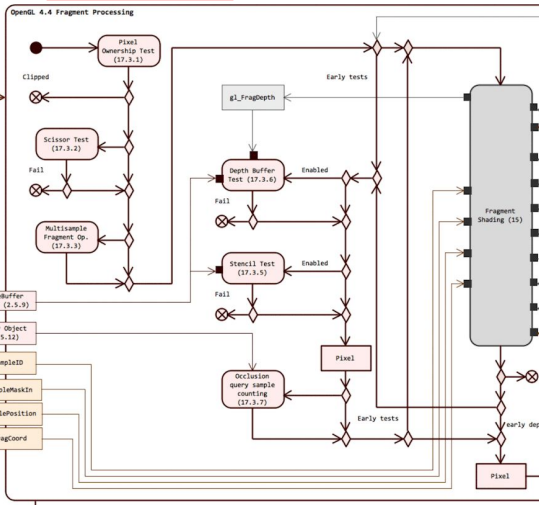 OpenGL 4.4 Fragment Processing
Pixel
Ownership Test
(17.3.1)
Clipped
Scissor Test
(17.3.2)
Fail
Multisample
Fragment Op.
(17.3.3)
Early tests
gl_FragDepth
Depth Buffer
Test (17.3.6)
Enabled
Fail
Stencil Test
(17.3.5)
Enabled
Fail
Fragment
Shading (15)
Buffer
(2.5.9)
Object
5.12)
Pixel
Occlusion
query sample
counting
(17.3.7)
Early tests
early dep
mpleID
pleMaskIn
lePosition
agCoord
Pixel